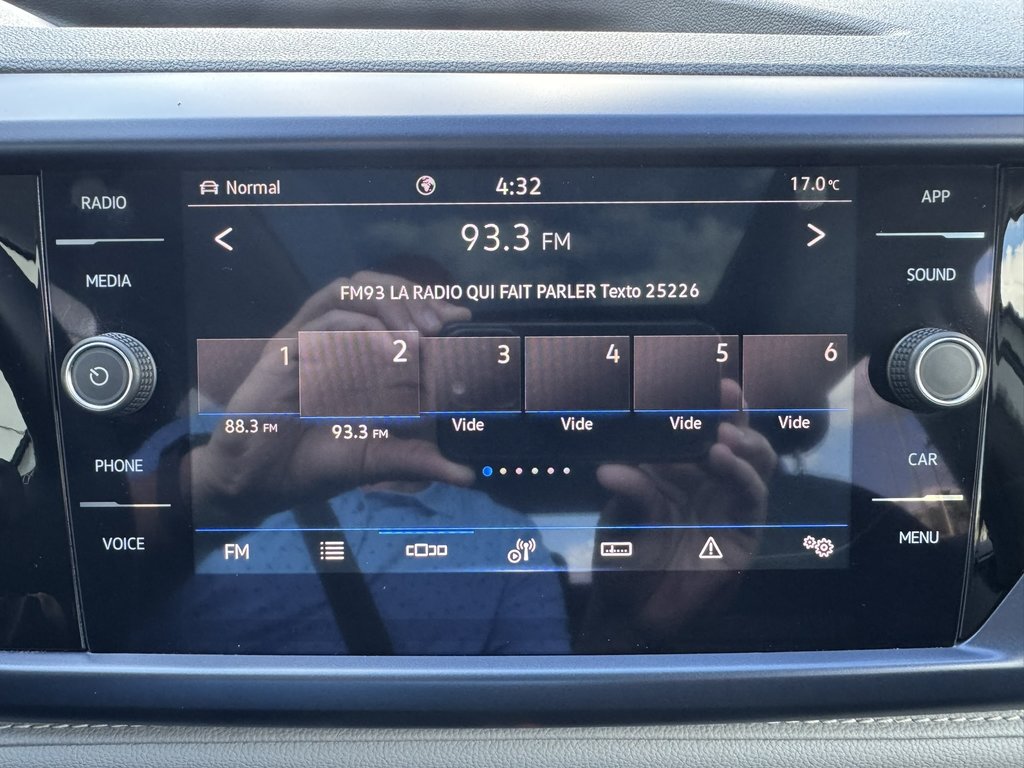 RADIO
MEDIA
PHONE
VOICE
Normal 4:32 17.0°C
< 93.3 FM >
FM93 LA RADIO QUI FAIT PARLER Texto 25226
1 2 3 4 5 6
88.3 FM 93.3 FM Vide Vide Vide Vide
FM
APP
SOUND
CAR
MENU